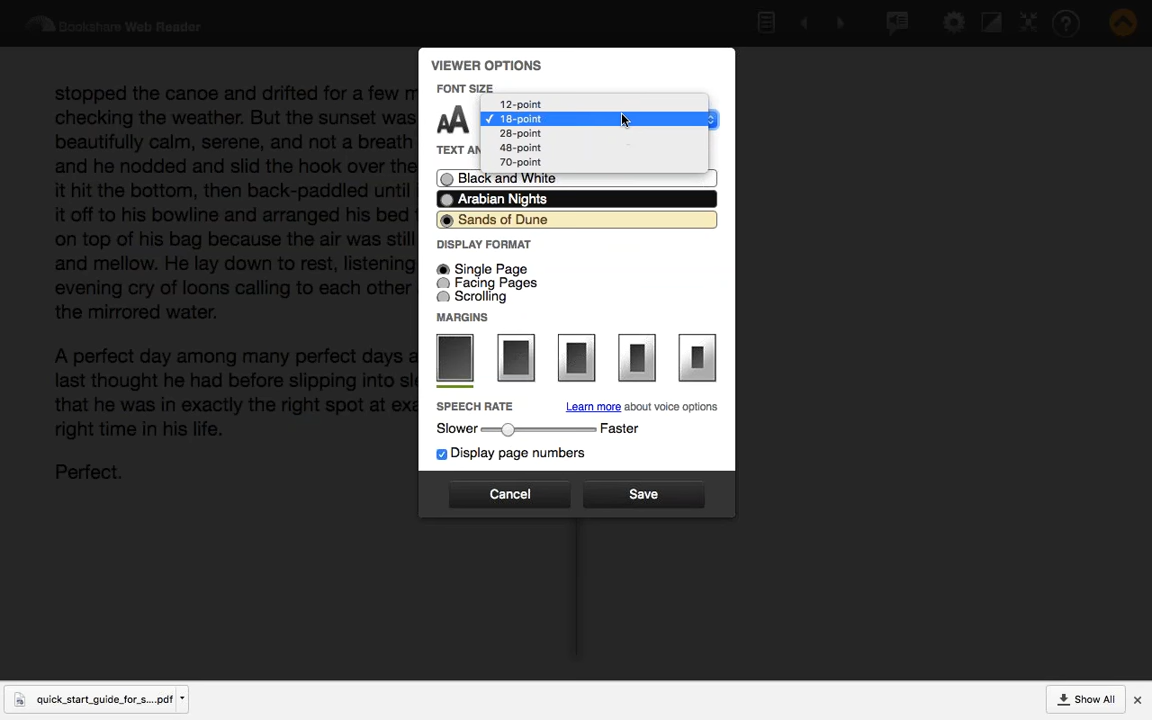 Bookshare Web Reader
stopped the canoe and drifted for a few m
checking the weather. But the sunset was
beautifully calm, serene, and not a breath
and he nodded and slid the hook over the
it hit the bottom, then back-paddled until
it off to his bowline and arranged his bed
on top of his bag because the air was still
and mellow. He lay down to rest, listening
evening cry of loons calling to each other
the mirrored water.
A perfect day among many perfect days a
last thought he had before slipping into sle
that he was in exactly the right spot at exa
right time in his life.
Perfect.
VIEWER OPTIONS
FONT SIZE
12-point
✓ 18-point
28-point
48-point
70-point
TEXT AN
Black and White
Arabian Nights
Sands of Dune
DISPLAY FORMAT
Single Page
Facing Pages
Scrolling
MARGINS
SPEECH RATE Learn more about voice options
Slower Faster
Display page numbers
Cancel Save
quick_start_guide_for_s....pdf Show All